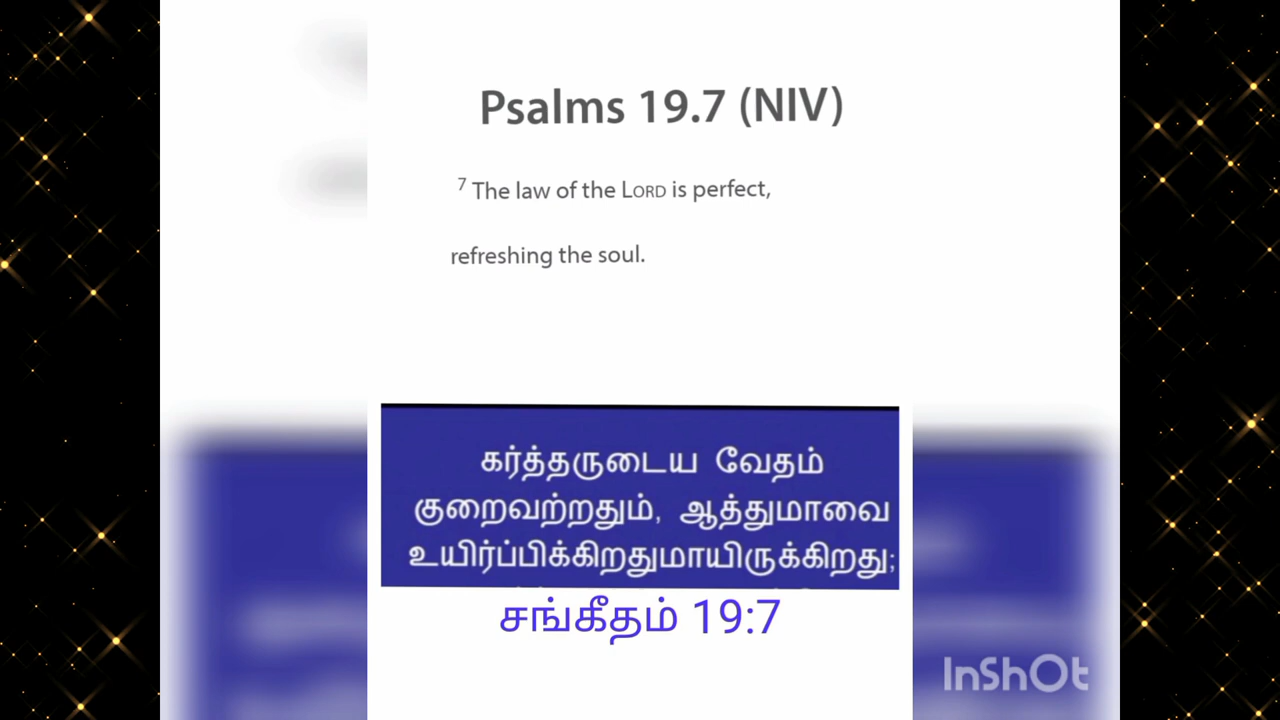 Psalms 19.7 (NIV)
7 The law of the LORD is perfect,
refreshing the soul.
கர்த்தருடைய வேதம்
குறைவற்றதும், ஆத்துமாவை
உயிர்ப்பிக்கிறதுமாயிருக்கிறது;
சங்கீதம் 19:7
InShOt